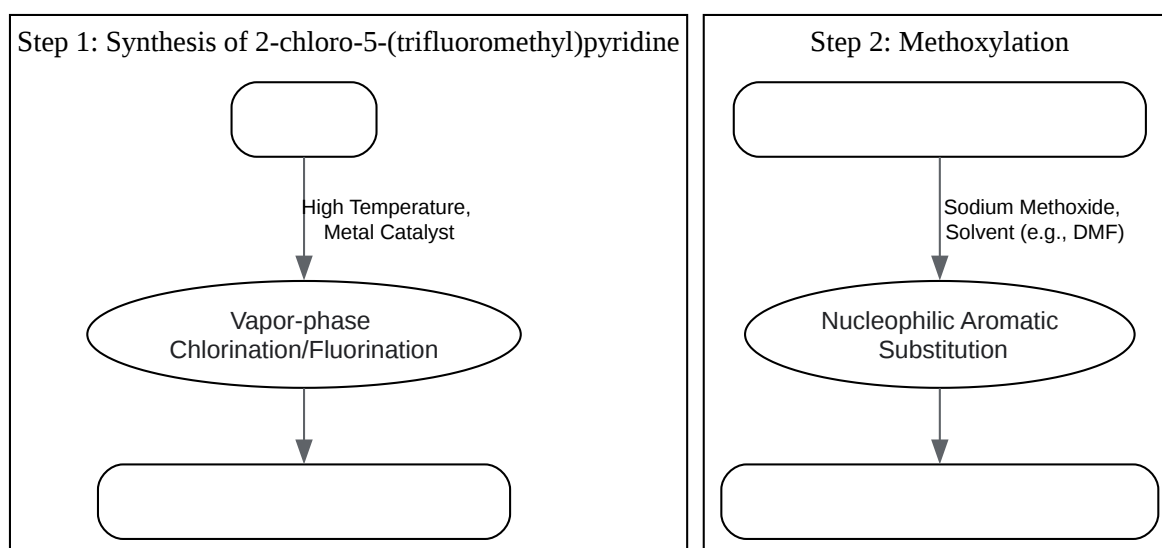 Step 1: Synthesis of 2-chloro-5-(trifluoromethyl)pyridine
High Temperature,
Metal Catalyst
Vapor-phase
Chlorination/Fluorination
Step 2: Methoxylation
Sodium Methoxide,
Solvent (e.g., DMF)
Nucleophilic Aromatic
Substitution